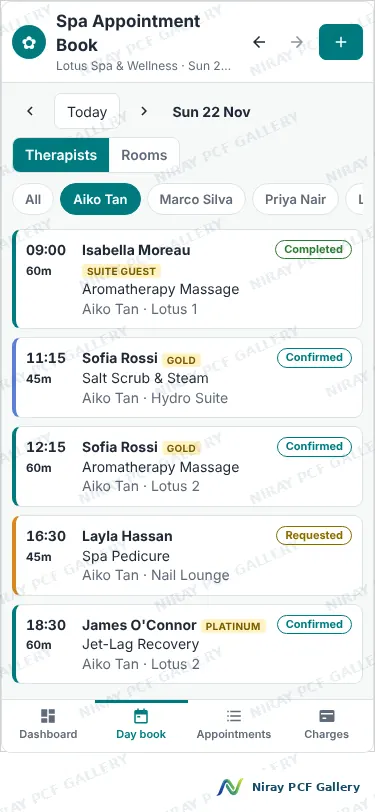 Spa Appointment
Book
Lotus Spa & Wellness · Sun 2...
Today
Sun 22 Nov
Therapists
Rooms
All
Aiko Tan
Marco Silva
Priya Nair
L
09:00
Isabella Moreau
Completed
60m
SUITE GUEST
Aromatherapy Massage
Aiko Tan · Lotus 1
11:15
Sofia Rossi
GOLD
Confirmed
45m
Salt Scrub & Steam
Aiko Tan · Hydro Suite
12:15
Sofia Rossi
GOLD
Confirmed
60m
Aromatherapy Massage
Aiko Tan · Lotus 2
16:30
Layla Hassan
Requested
45m
Spa Pedicure
Aiko Tan · Nail Lounge
18:30
James O'Connor
PLATINUM
Confirmed
60m
Jet-Lag Recovery
Aiko Tan · Lotus 2
Dashboard
Day book
Appointments
Charges
Niray PCF Gallery
NIRAY PCF GALLERY